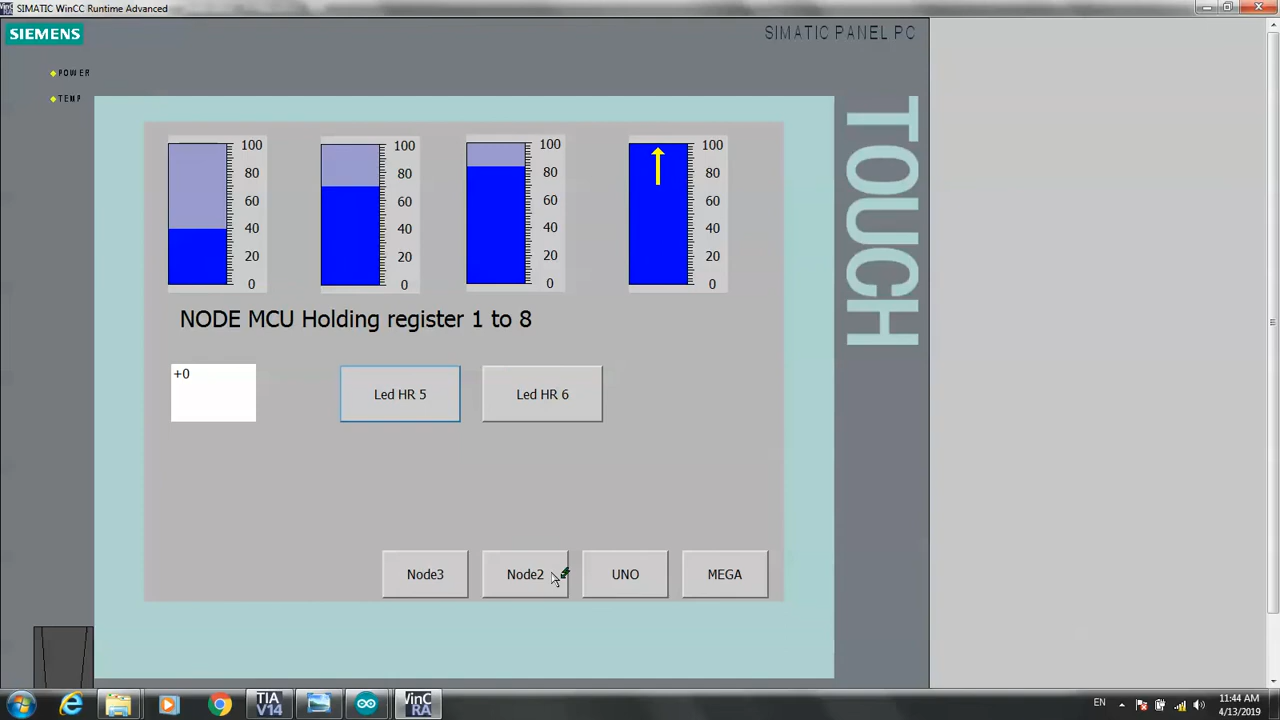 SIMATIC WinCC Runtime Advanced
SIEMENS
SIMATIC PANEL PC
POWER
TEMP
TOUCH
100
80
60
40
20
0
100
80
60
40
20
0
100
80
60
40
20
0
100
80
60
40
20
0
NODE MCU Holding register 1 to 8
+0
Led HR 5
Led HR 6
Node3
Node2
UNO
MEGA
TIA
V14
WinC
RA
EN
11:44 AM
4/13/2019